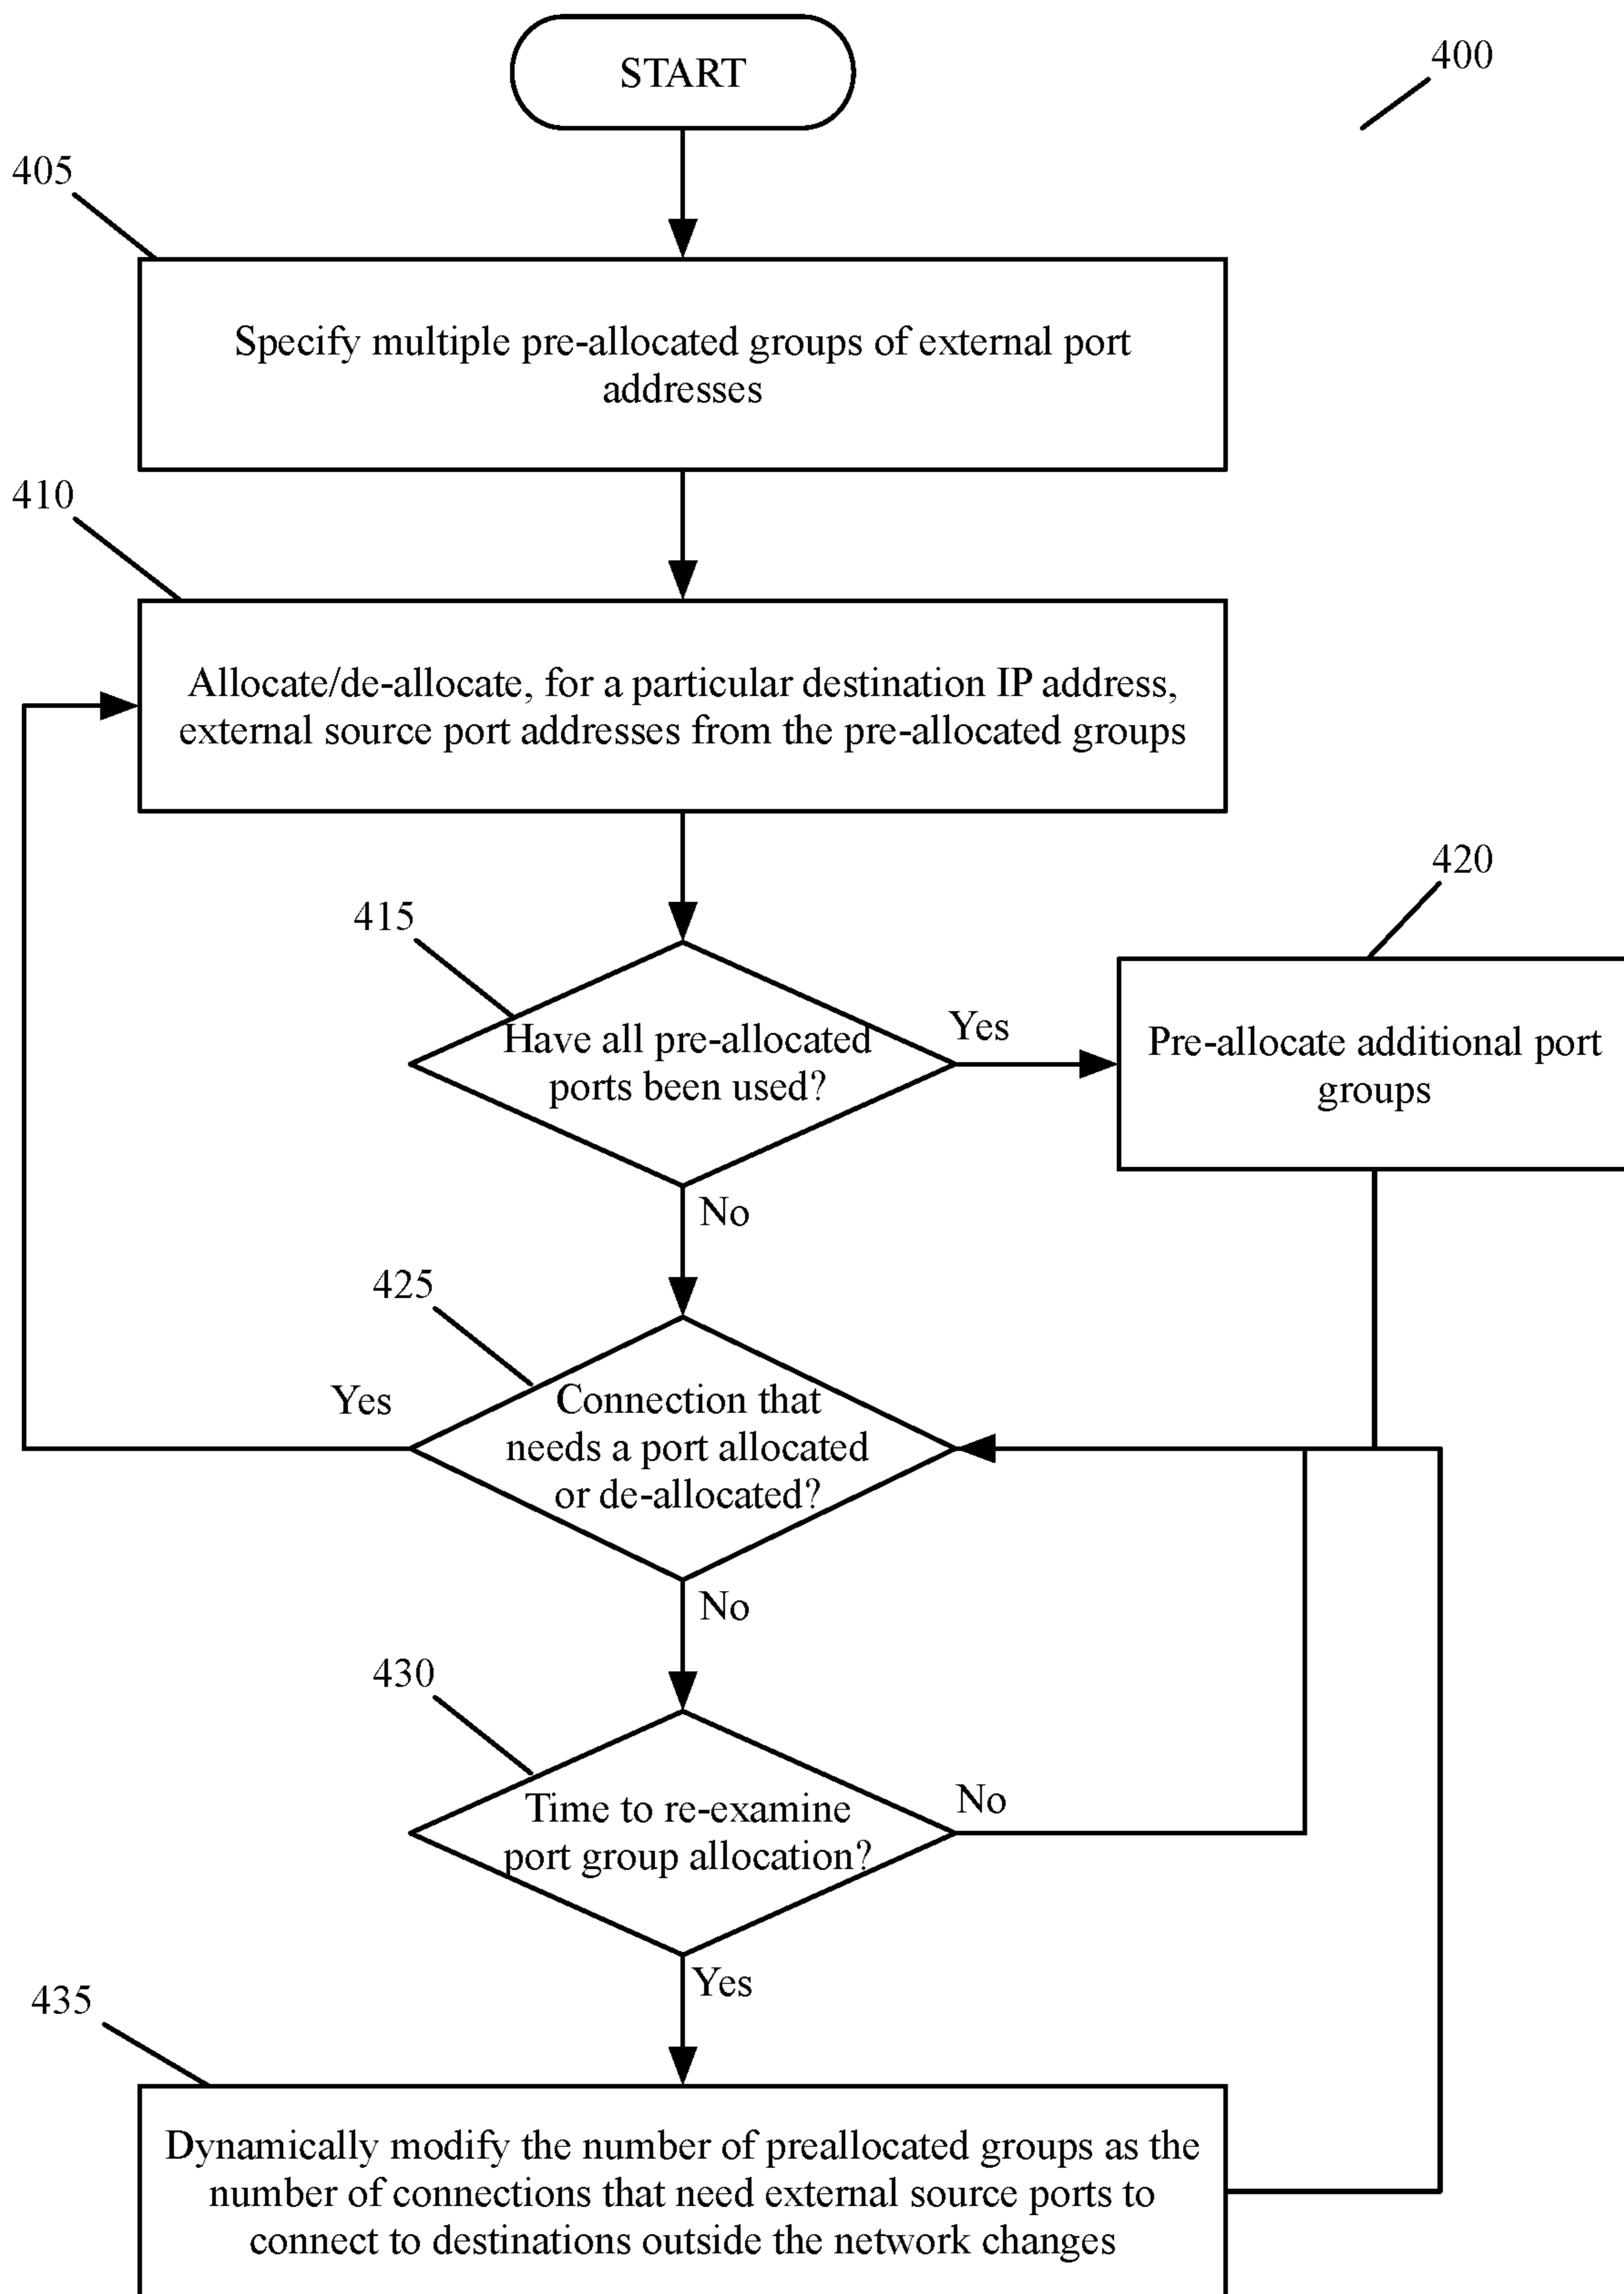 START
400
405
Specify multiple pre-allocated groups of external port
addresses
410
Allocate/de-allocate, for a particular destination IP address,
external source port addresses from the pre-allocated groups
415
420
Have all pre-allocated
ports been used?
Yes
Pre-allocate additional port
groups
No
425
Yes
Connection that
needs a port allocated
or de-allocated?
No
430
Time to re-examine
port group allocation?
No
Yes
435
Dynamically modify the number of preallocated groups as the
number of connections that need external source ports to
connect to destinations outside the network changes